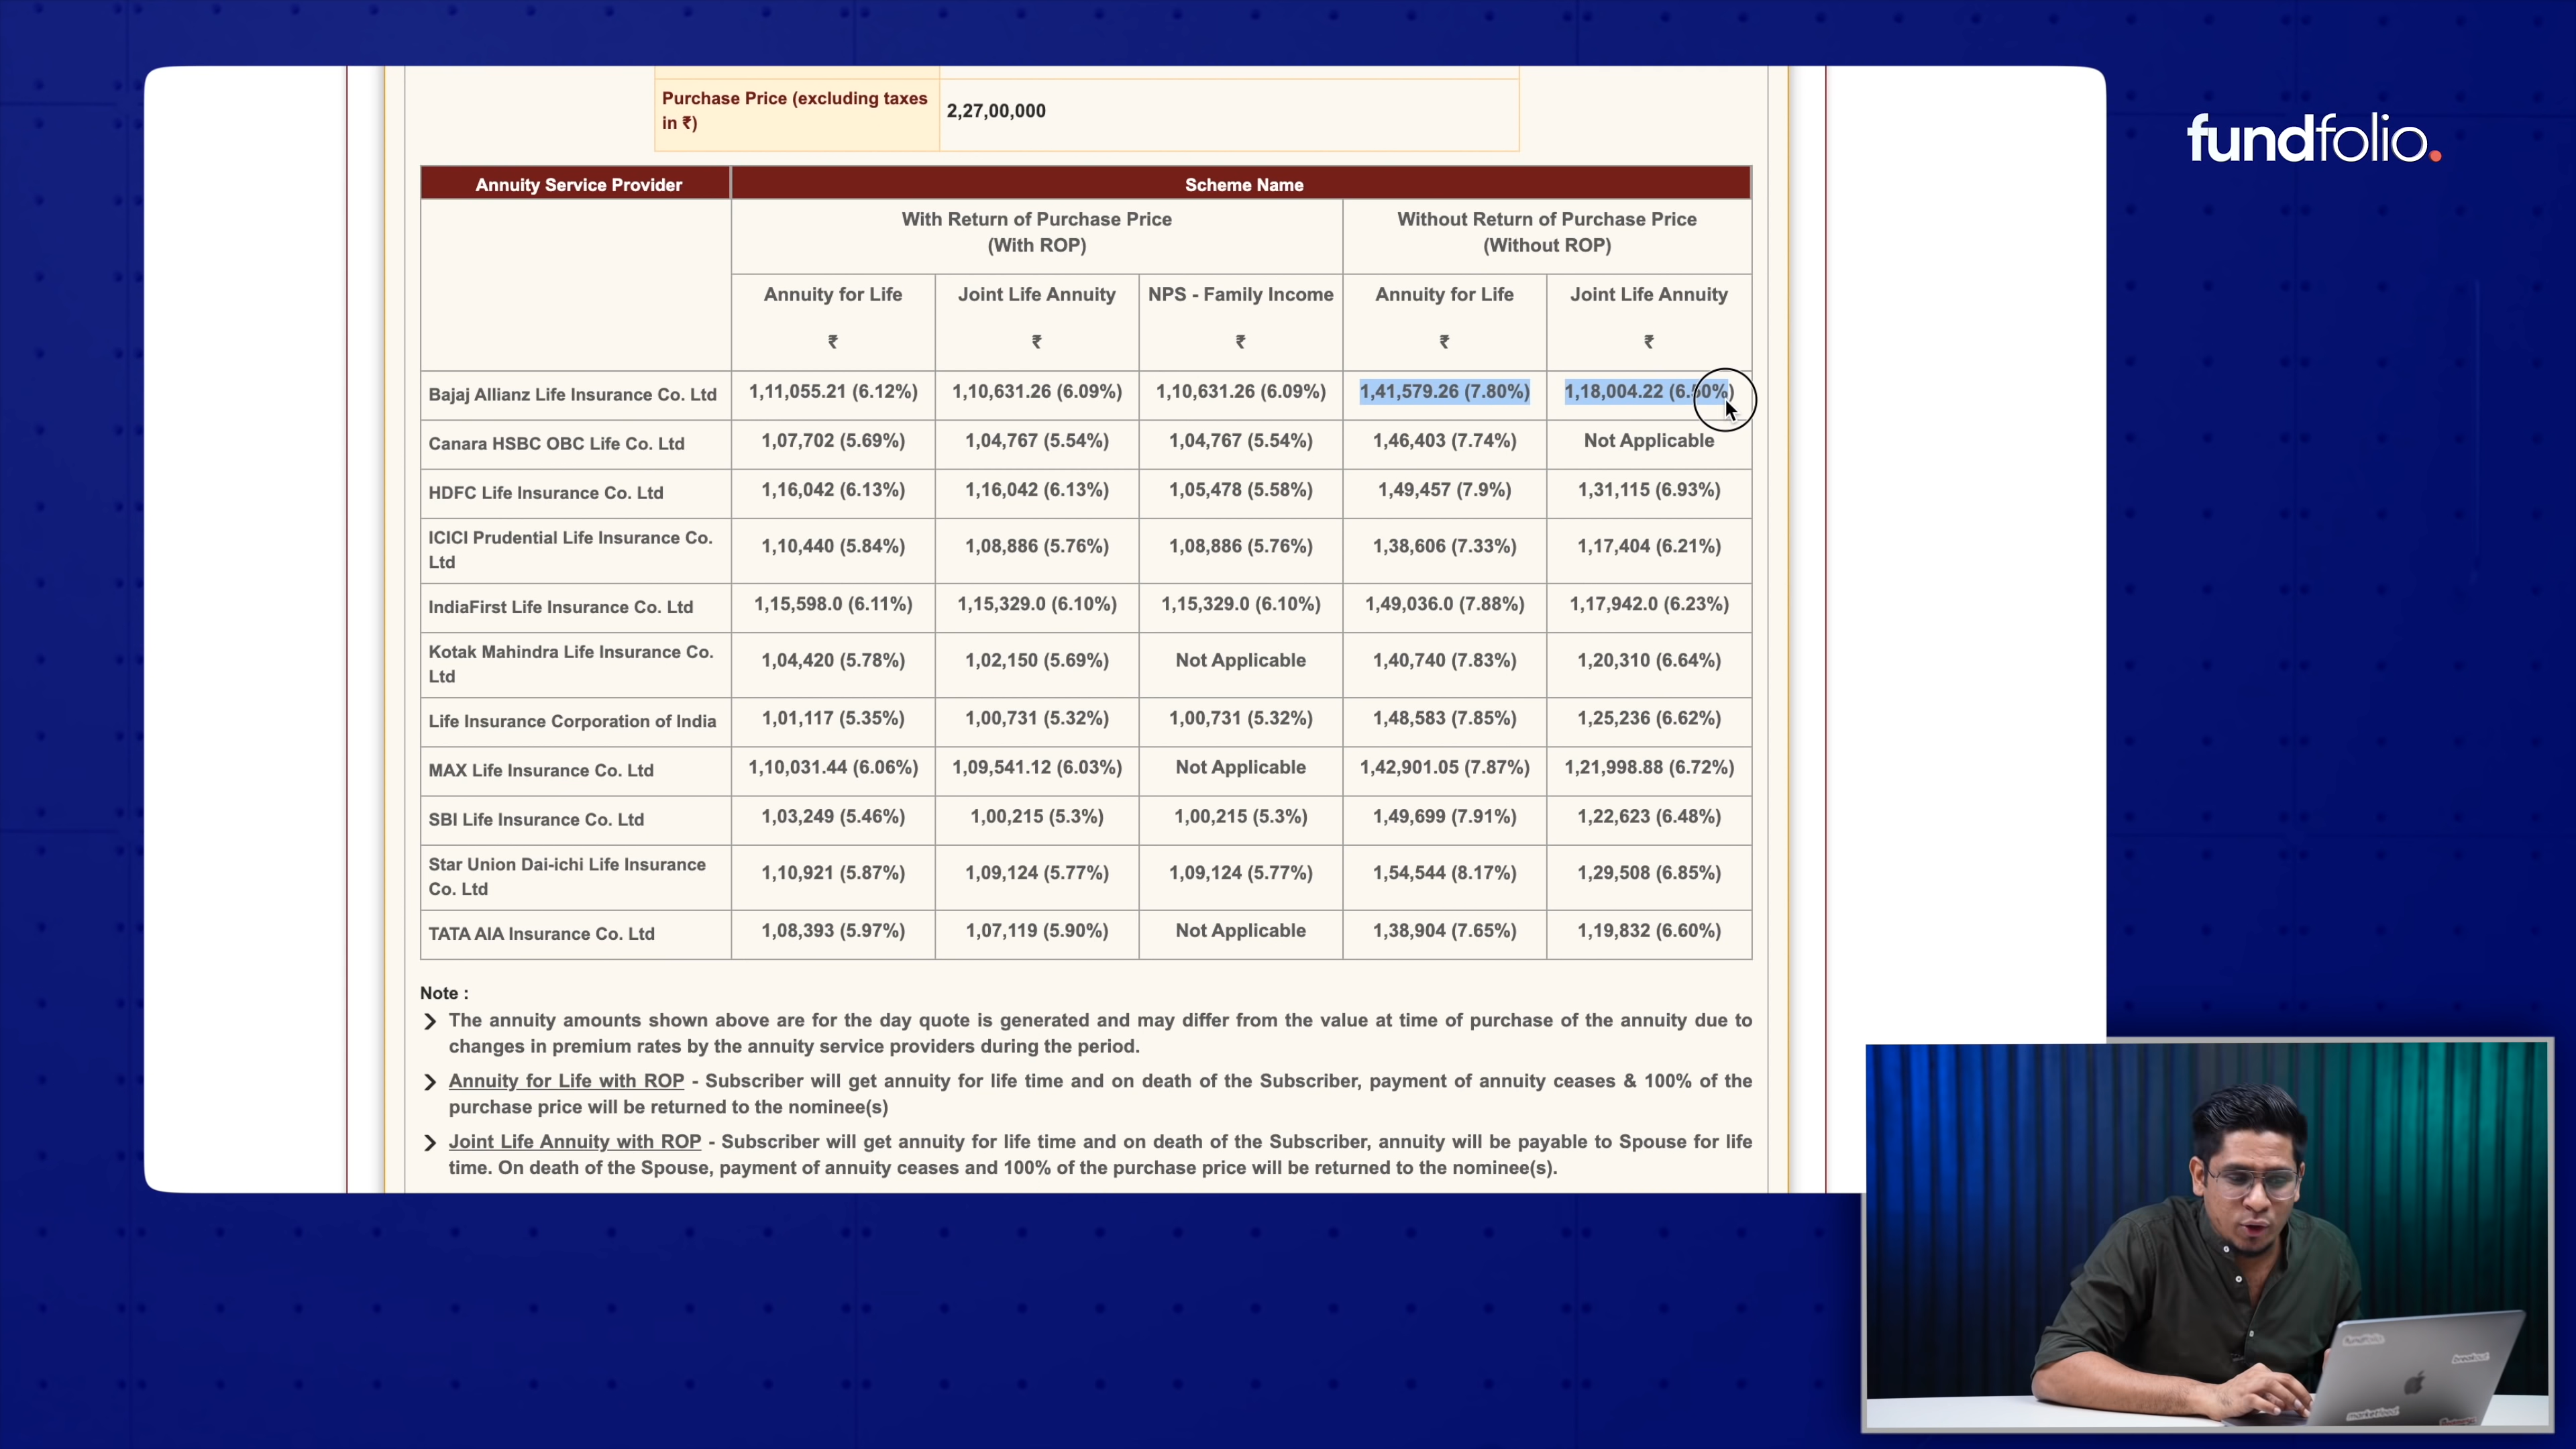 fundfolio.
Purchase Price (excluding taxes
in ₹)
2,27,00,000
Annuity Service Provider
Scheme Name
With Return of Purchase Price
(With ROP)
Without Return of Purchase Price
(Without ROP)
Annuity for Life
₹
Joint Life Annuity
₹
NPS - Family Income
₹
Annuity for Life
₹
Joint Life Annuity
₹
Bajaj Allianz Life Insurance Co. Ltd 1,11,055.21 (6.12%) 1,10,631.26 (6.09%) 1,10,631.26 (6.09%) 1,41,579.26 (7.80%) 1,18,004.22 (6.50%)
Canara HSBC OBC Life Co. Ltd 1,07,702 (5.69%) 1,04,767 (5.54%) 1,04,767 (5.54%) 1,46,403 (7.74%) Not Applicable
HDFC Life Insurance Co. Ltd 1,16,042 (6.13%) 1,16,042 (6.13%) 1,05,478 (5.58%) 1,49,457 (7.9%) 1,31,115 (6.93%)
ICICI Prudential Life Insurance Co.
Ltd
1,10,440 (5.84%) 1,08,886 (5.76%) 1,08,886 (5.76%) 1,38,606 (7.33%) 1,17,404 (6.21%)
IndiaFirst Life Insurance Co. Ltd 1,15,598.0 (6.11%) 1,15,329.0 (6.10%) 1,15,329.0 (6.10%) 1,49,036.0 (7.88%) 1,17,942.0 (6.23%)
Kotak Mahindra Life Insurance Co.
Ltd
1,04,420 (5.78%) 1,02,150 (5.69%) Not Applicable 1,40,740 (7.83%) 1,20,310 (6.64%)
Life Insurance Corporation of India 1,01,117 (5.35%) 1,00,731 (5.32%) 1,00,731 (5.32%) 1,48,583 (7.85%) 1,25,236 (6.62%)
MAX Life Insurance Co. Ltd 1,10,031.44 (6.06%) 1,09,541.12 (6.03%) Not Applicable 1,42,901.05 (7.87%) 1,21,998.88 (6.72%)
SBI Life Insurance Co. Ltd 1,03,249 (5.46%) 1,00,215 (5.3%) 1,00,215 (5.3%) 1,49,699 (7.91%) 1,22,623 (6.48%)
Star Union Dai-ichi Life Insurance
Co. Ltd
1,10,921 (5.87%) 1,09,124 (5.77%) 1,09,124 (5.77%) 1,54,544 (8.17%) 1,29,508 (6.85%)
TATA AIA Insurance Co. Ltd 1,08,393 (5.97%) 1,07,119 (5.90%) Not Applicable 1,38,904 (7.65%) 1,19,832 (6.60%)
Note :
The annuity amounts shown above are for the day quote is generated and may differ from the value at time of purchase of the annuity due to
changes in premium rates by the annuity service providers during the period.
Annuity for Life with ROP - Subscriber will get annuity for life time and on death of the Subscriber, payment of annuity ceases & 100% of the
purchase price will be returned to the nominee(s)
Joint Life Annuity with ROP - Subscriber will get annuity for life time and on death of the Subscriber, annuity will be payable to Spouse for life
time. On death of the Spouse, payment of annuity ceases and 100% of the purchase price will be returned to the nominee(s).
fundfolio
breakout
marketfeed